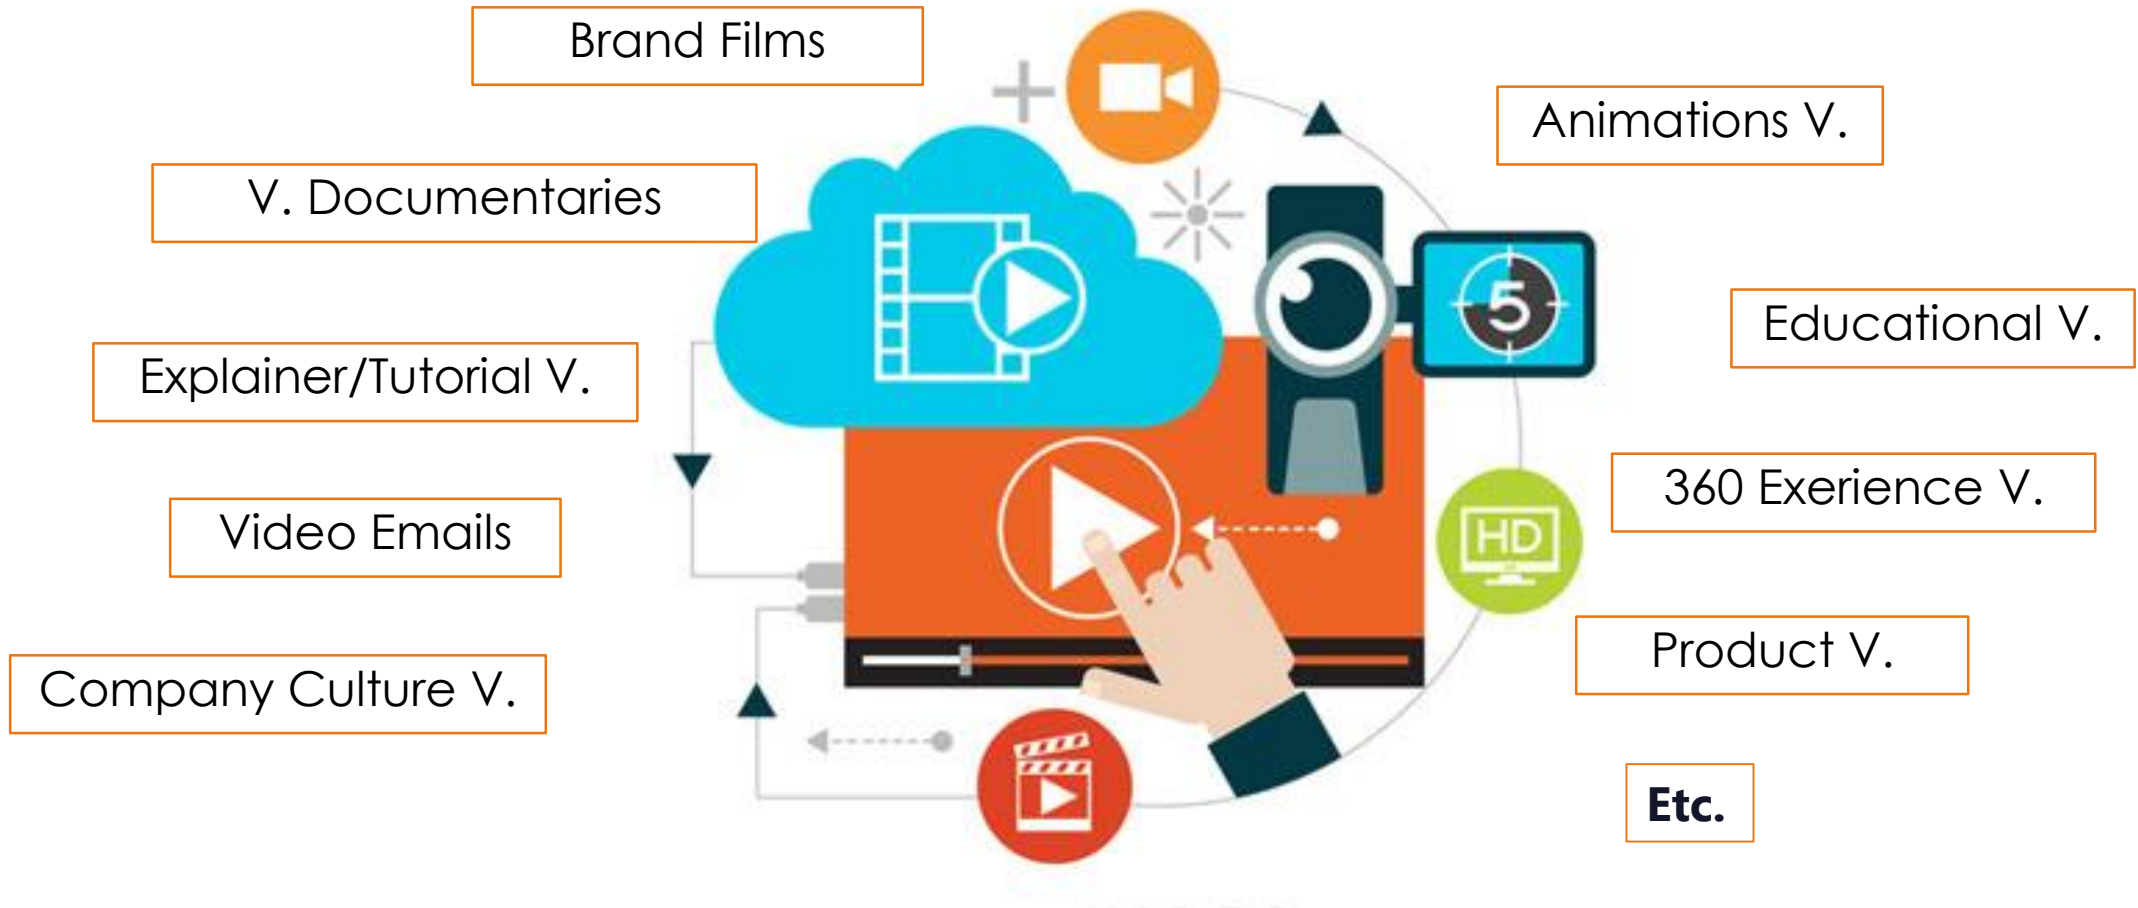 Brand Films
Animations V.
V. Documentaries
5
Educational V.
Explainer/Tutorial V.
360 Exerience V.
Video Emails
HD
Product V.
Company Culture V.
Etc.